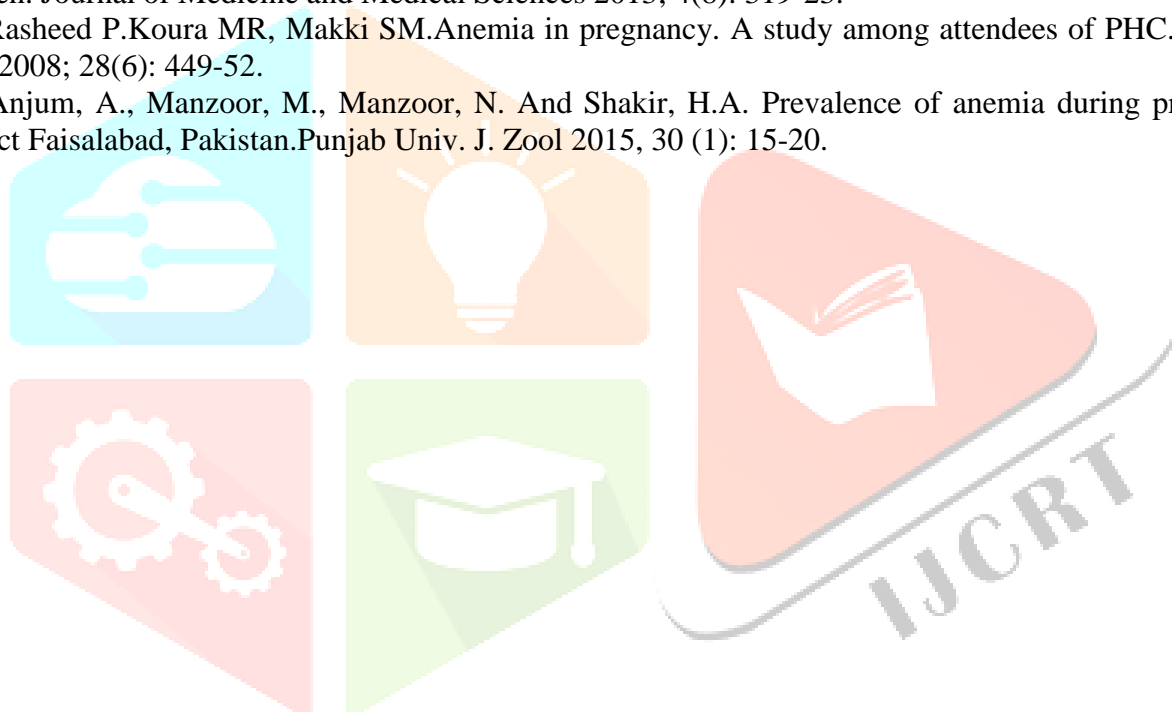 Journal of Medicine and Medical Sciences 2013, 4(8): 319-23.
Rasheed P.Koura MR, Makki SM.Anemia in pregnancy. A study among attendees of PHC.
2008; 28(6): 449-52.
Anjum, A., Manzoor, M., Manzoor, N. And Shakir, H.A. Prevalence of anemia during
Faisalabad, Pakistan.Punjab Univ. J. Zool 2015, 30 (1): 15-20.
IJCRT